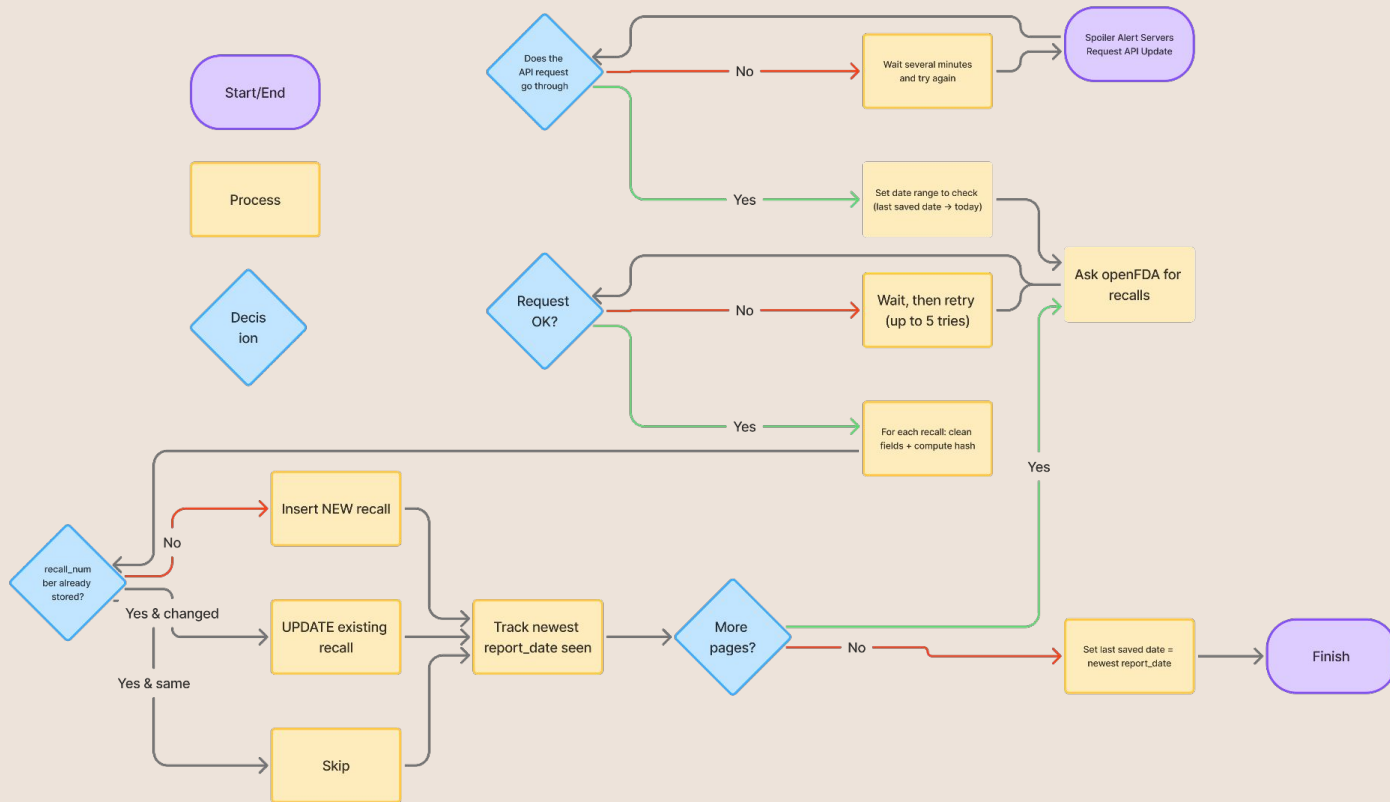 Start/End
Process
Decis
ion
Does the
API request
go through
No
Wait several minutes
and try again
Spoiler Alert Servers
Request API Update
Yes
Set date range to check
(last saved date → today)
Ask openFDA for
recalls
Request
OK?
No
Wait, then retry
(up to 5 tries)
Yes
For each recall: clean
fields + compute hash
Yes
recall_num
ber already
stored?
No
Insert NEW recall
Yes & changed
UPDATE existing
recall
Yes & same
Skip
Track newest
report_date seen
More
pages?
No
Set last saved date =
newest report_date
Finish